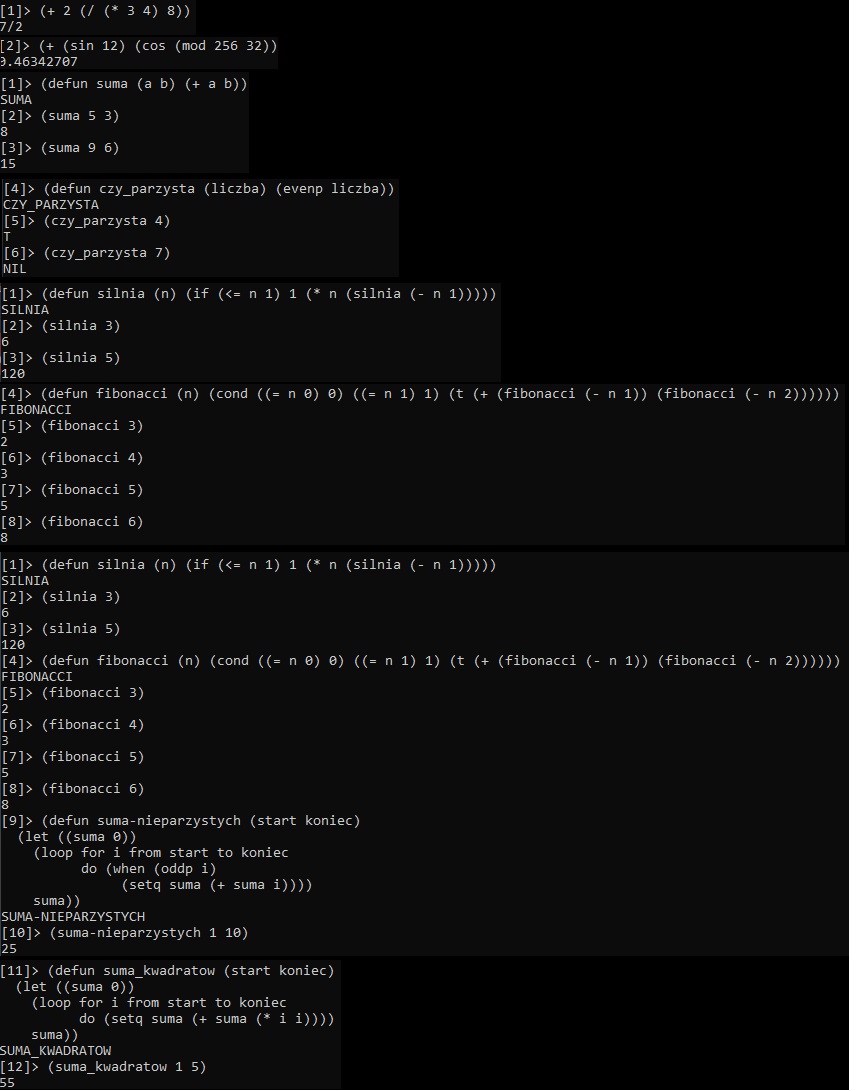 [1]> (+ 2 (/ (* 3 4) 8))
7/2
[2]> (+ (sin 12) (cos (mod 256 32))
0.46342707
[1]> (defun suma (a b) (+ a b))
SUMA
[2]> (suma 5 3)
8
[3]> (suma 9 6)
15
[4]> (defun czy_parzysta (liczba) (evenp liczba))
CZY_PARZYSTA
[5]> (czy_parzysta 4)
T
[6]> (czy_parzysta 7)
NIL
[1]> (defun silnia (n) (if (<= n 1) 1 (* n (silnia (- n 1)))))
SILNIA
[2]> (silnia 3)
6
[3]> (silnia 5)
120
[4]> (defun fibonacci (n) (cond ((= n 0) 0) ((= n 1) 1) (t (+ (fibonacci (- n 1)) (fibonacci (- n 2))))))
FIBONACCI
[5]> (fibonacci 3)
2
[6]> (fibonacci 4)
3
[7]> (fibonacci 5)
5
[8]> (fibonacci 6)
8
[1]> (defun silnia (n) (if (<= n 1) 1 (* n (silnia (- n 1)))))
SILNIA
[2]> (silnia 3)
6
[3]> (silnia 5)
120
[4]> (defun fibonacci (n) (cond ((= n 0) 0) ((= n 1) 1) (t (+ (fibonacci (- n 1)) (fibonacci (- n 2))))))
FIBONACCI
[5]> (fibonacci 3)
2
[6]> (fibonacci 4)
3
[7]> (fibonacci 5)
5
[8]> (fibonacci 6)
8
[9]> (defun suma-nieparzystych (start koniec)
(let ((suma 0))
(loop for i from start to koniec
do (when (oddp i)
(setq suma (+ suma i))))
suma))
SUMA-NIEPARZYSTYCH
[10]> (suma-nieparzystych 1 10)
25
[11]> (defun suma_kwadratow (start koniec)
(let ((suma 0))
(loop for i from start to koniec
do (setq suma (+ suma (* i i))))
suma))
SUMA_KWADRATOW
[12]> (suma_kwadratow 1 5)
55